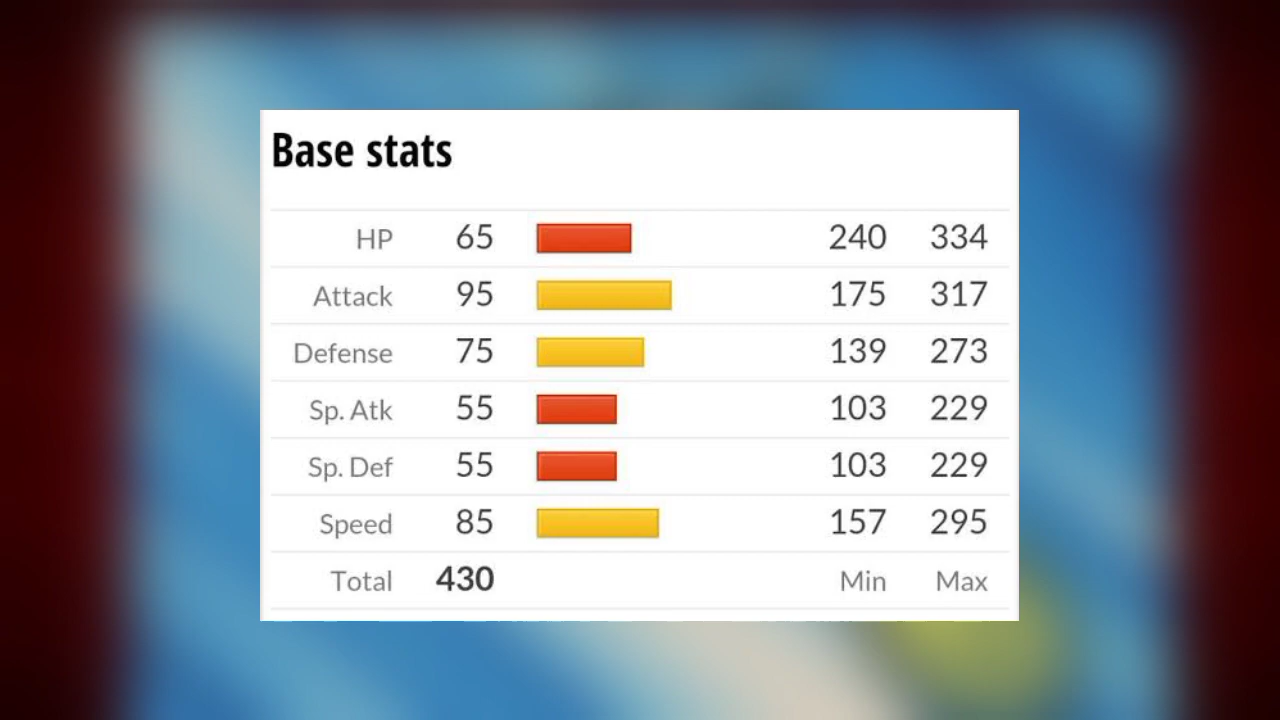 Base stats
HP 65 240 334
Attack 95 175 317
Defense 75 139 273
Sp. Atk 55 103 229
Sp. Def 55 103 229
Speed 85 157 295
Total 430 Min Max